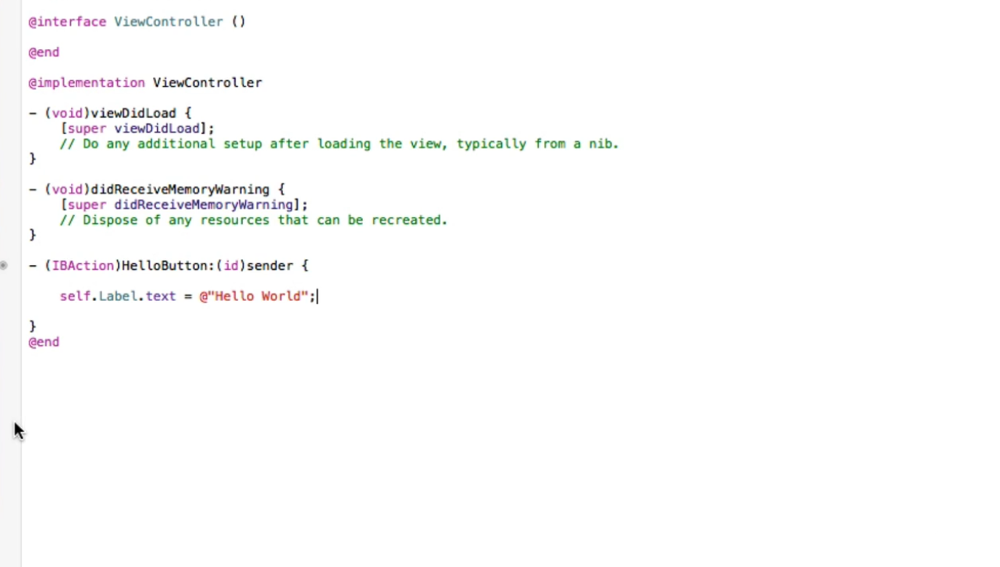 @interface ViewController ()
@end
@implementation ViewController
- (void)viewDidLoad {
[super viewDidLoad];
// Do any additional setup after loading the view, typically from a nib.
}
- (void)didReceiveMemoryWarning {
[super didReceiveMemoryWarning];
// Dispose of any resources that can be recreated.
}
- (IBAction)HelloButton:(id)sender {
self.Label.text = @"Hello World";
}
@end